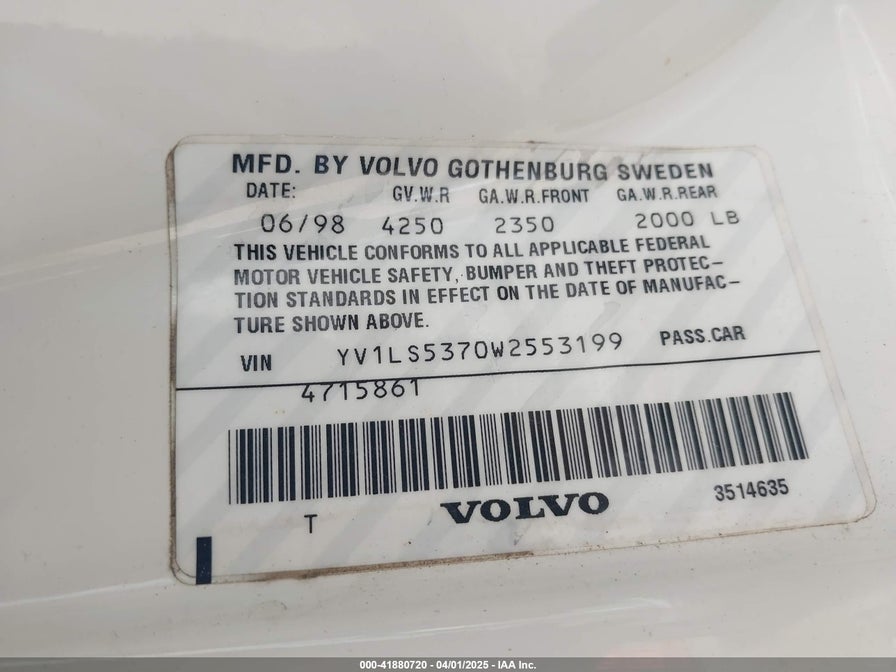 MFD. BY VOLVO GOTHENBURG SWEDEN
DATE: GV.W.R GA.W.R.FRONT GA.W.R.REAR
06/98 4250 2350 2000 LB
THIS VEHICLE CONFORMS TO ALL APPLICABLE FEDERAL
MOTOR VEHICLE SAFETY, BUMPER AND THEFT PROTEC-
TION STANDARDS IN EFFECT ON THE DATE OF MANUFAC-
TURE SHOWN ABOVE.
VIN YV1LS5370W2553199 PASS.CAR
4715861
T VOLVO 3514635
000-41880720 / 04/01/2025 - IAA Inc.